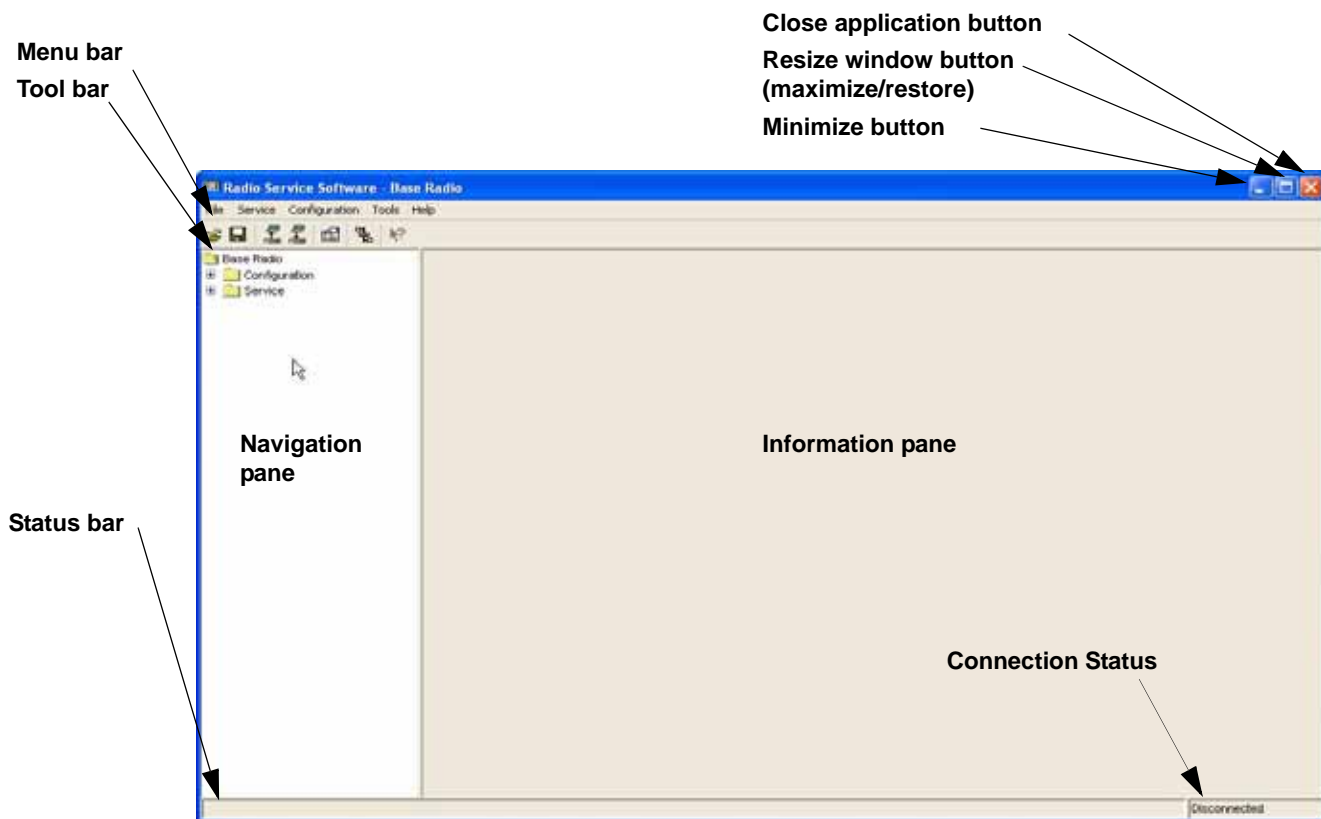 Close application button
Resize window button
(maximize/restore)
Minimize button
Menu bar
Tool bar
Radio Service Software - Base Radio
File Service Configuration Tools Help
Base Radio
Configuration
Service
Navigation
pane
Information pane
Status bar
Connection Status
Disconnected